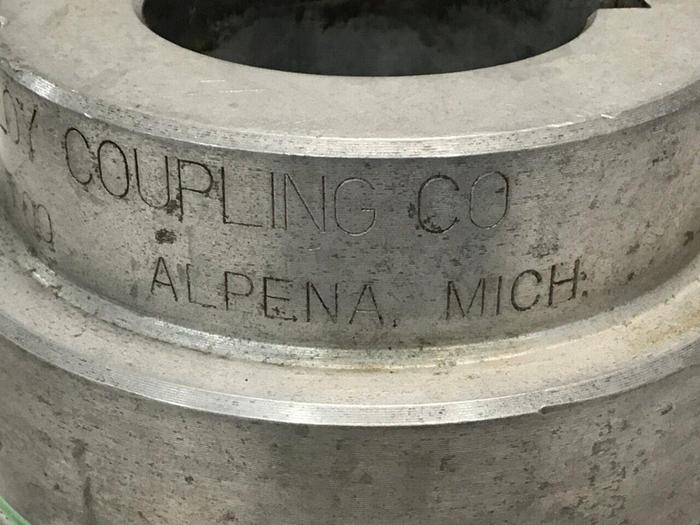 COUPLING CO
ALPENA, MICH.